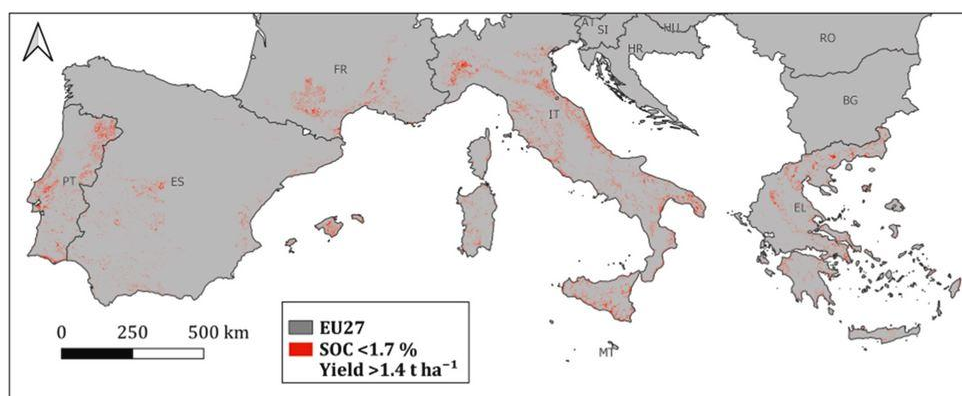 AT
SI
HU
HR
RO
FR
BG
IT
PT
ES
EL
0 250 500 km
EU27
SOC <1.7 %
Yield >1.4 t ha⁻¹
MT